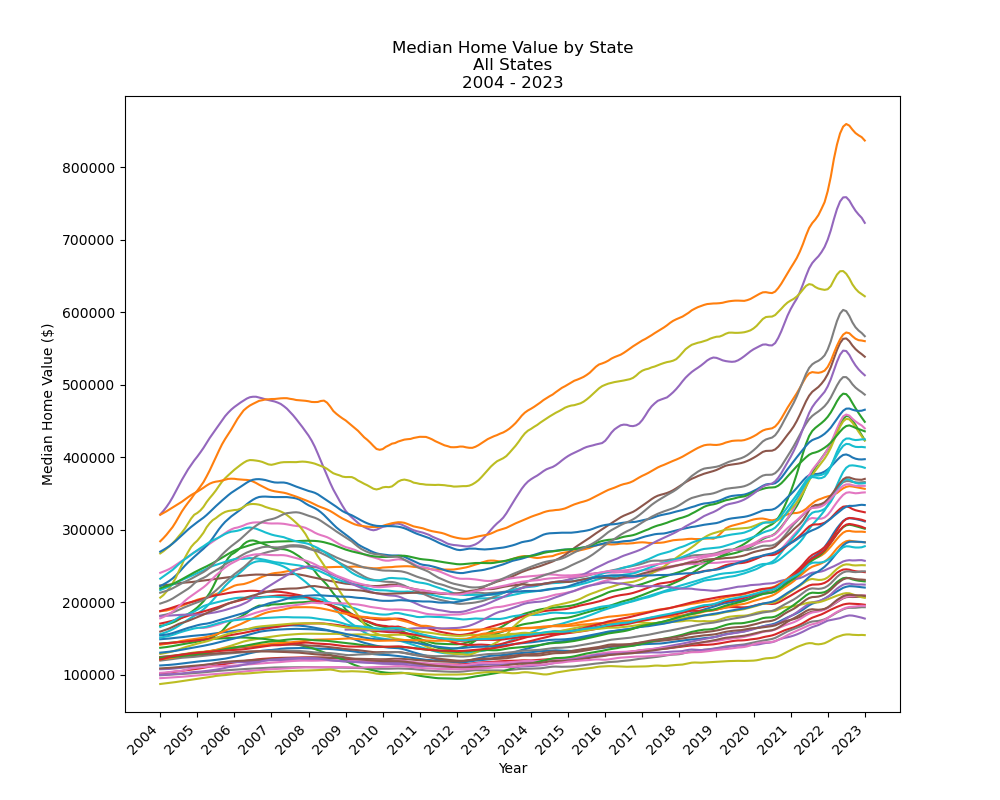 Median Home Value by State
All States
2004 - 2023
800000
700000
600000
500000
400000
300000
200000
100000
Median Home Value ($)
2004 2005 2006 2007 2008 2009 2010 2011 2012 2013 2014 2015 2016 2017 2018 2019 2020 2021 2022 2023
Year